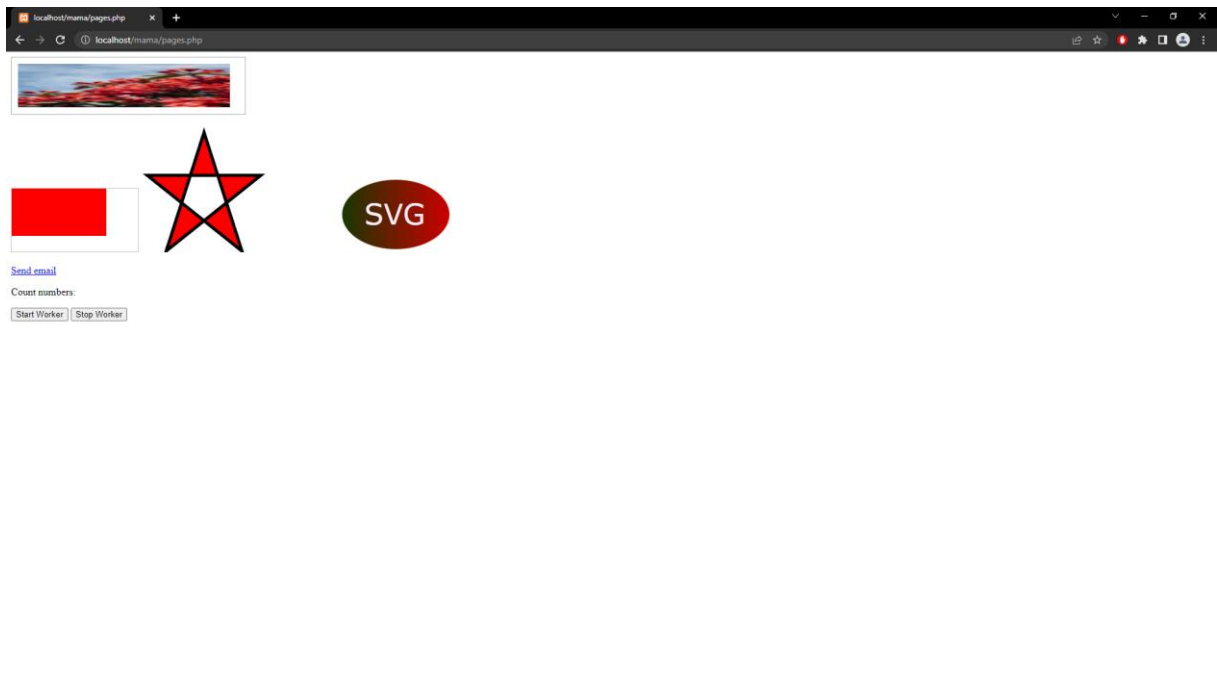 localhost/mama/pages.php
localhost/mama/pages.php
SVG
Send email
Count numbers:
Start Worker Stop Worker